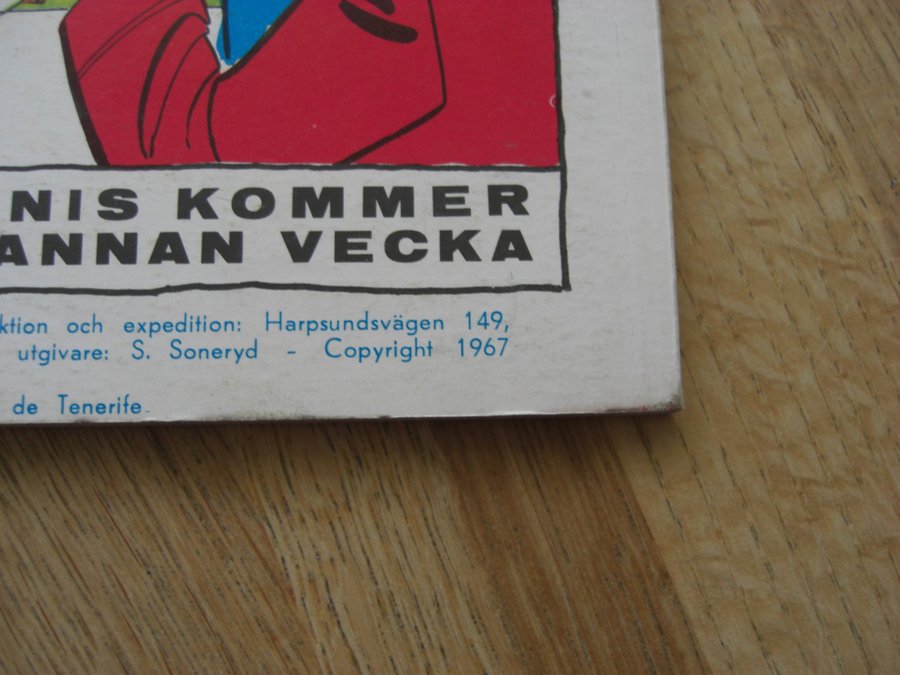 NIS KOMMER
ANNAN VECKA
ktion och expedition: Harpsundsvägen 149,
utgivare: S. Soneryd - Copyright 1967
de Tenerife